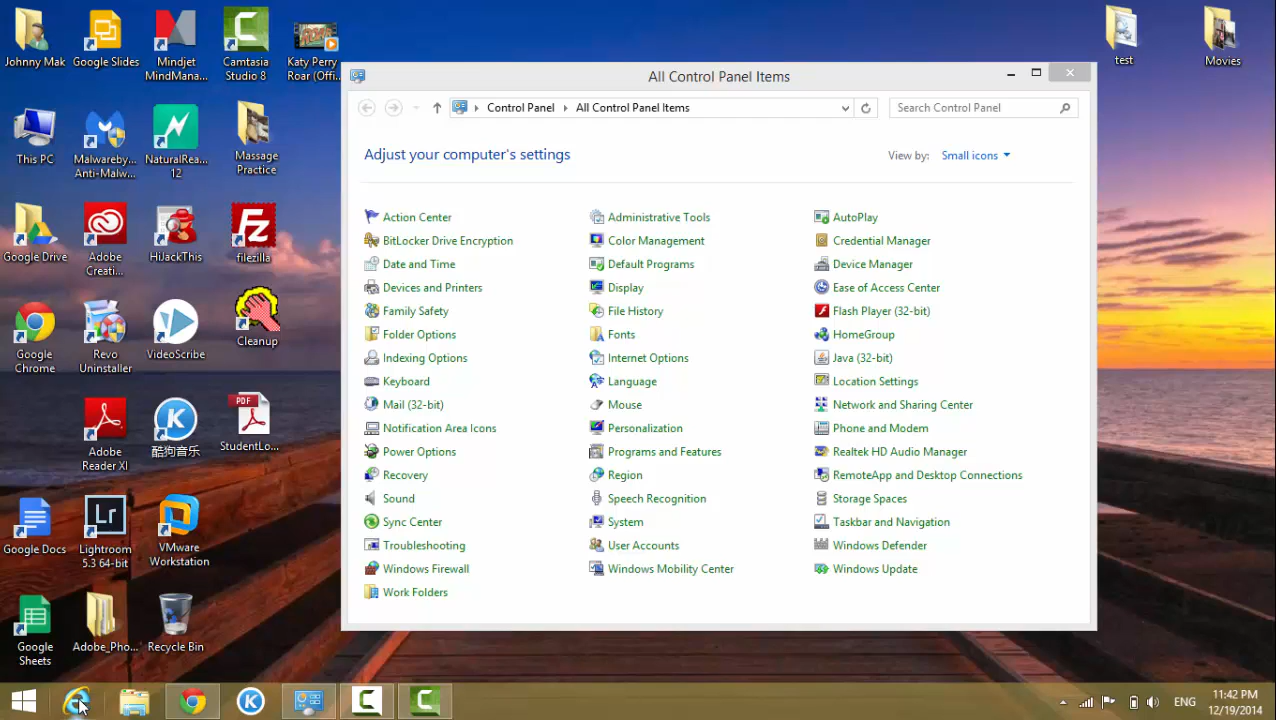 Johnny Mak
Google Slides
Mindjet
MindMana...
Camtasia
Studio 8
Katy Perry
Roar (Offi...
test
Movies
This PC
Malwareby...
Anti-Malw...
NaturalRea...
12
Massage
Practice
Google Drive
Adobe
Creati...
HiJackThis
Fz
filezilla
Google
Chrome
Revo
Uninstaller
VideoScribe
Cleanup
Adobe
Reader XI
K
酷狗音乐
PDF
StudentLo...
Google Docs
Lr
Lightroom
5.3 64-bit
VMware
Workstation
Google
Sheets
Adobe_Pho...
Recycle Bin
All Control Panel Items
Control Panel
All Control Panel Items
Search Control Panel
Adjust your computer's settings
View by: Small icons
Action Center
Administrative Tools
AutoPlay
BitLocker Drive Encryption
Color Management
Credential Manager
Date and Time
Default Programs
Device Manager
Devices and Printers
Display
Ease of Access Center
Family Safety
File History
Flash Player (32-bit)
Folder Options
Fonts
HomeGroup
Indexing Options
Internet Options
Java (32-bit)
Keyboard
Language
Location Settings
Mail (32-bit)
Mouse
Network and Sharing Center
Notification Area Icons
Personalization
Phone and Modem
Power Options
Programs and Features
Realtek HD Audio Manager
Recovery
Region
RemoteApp and Desktop Connections
Sound
Speech Recognition
Storage Spaces
Sync Center
System
Taskbar and Navigation
Troubleshooting
User Accounts
Windows Defender
Windows Firewall
Windows Mobility Center
Windows Update
Work Folders
K
ENG
11:42 PM
12/19/2014